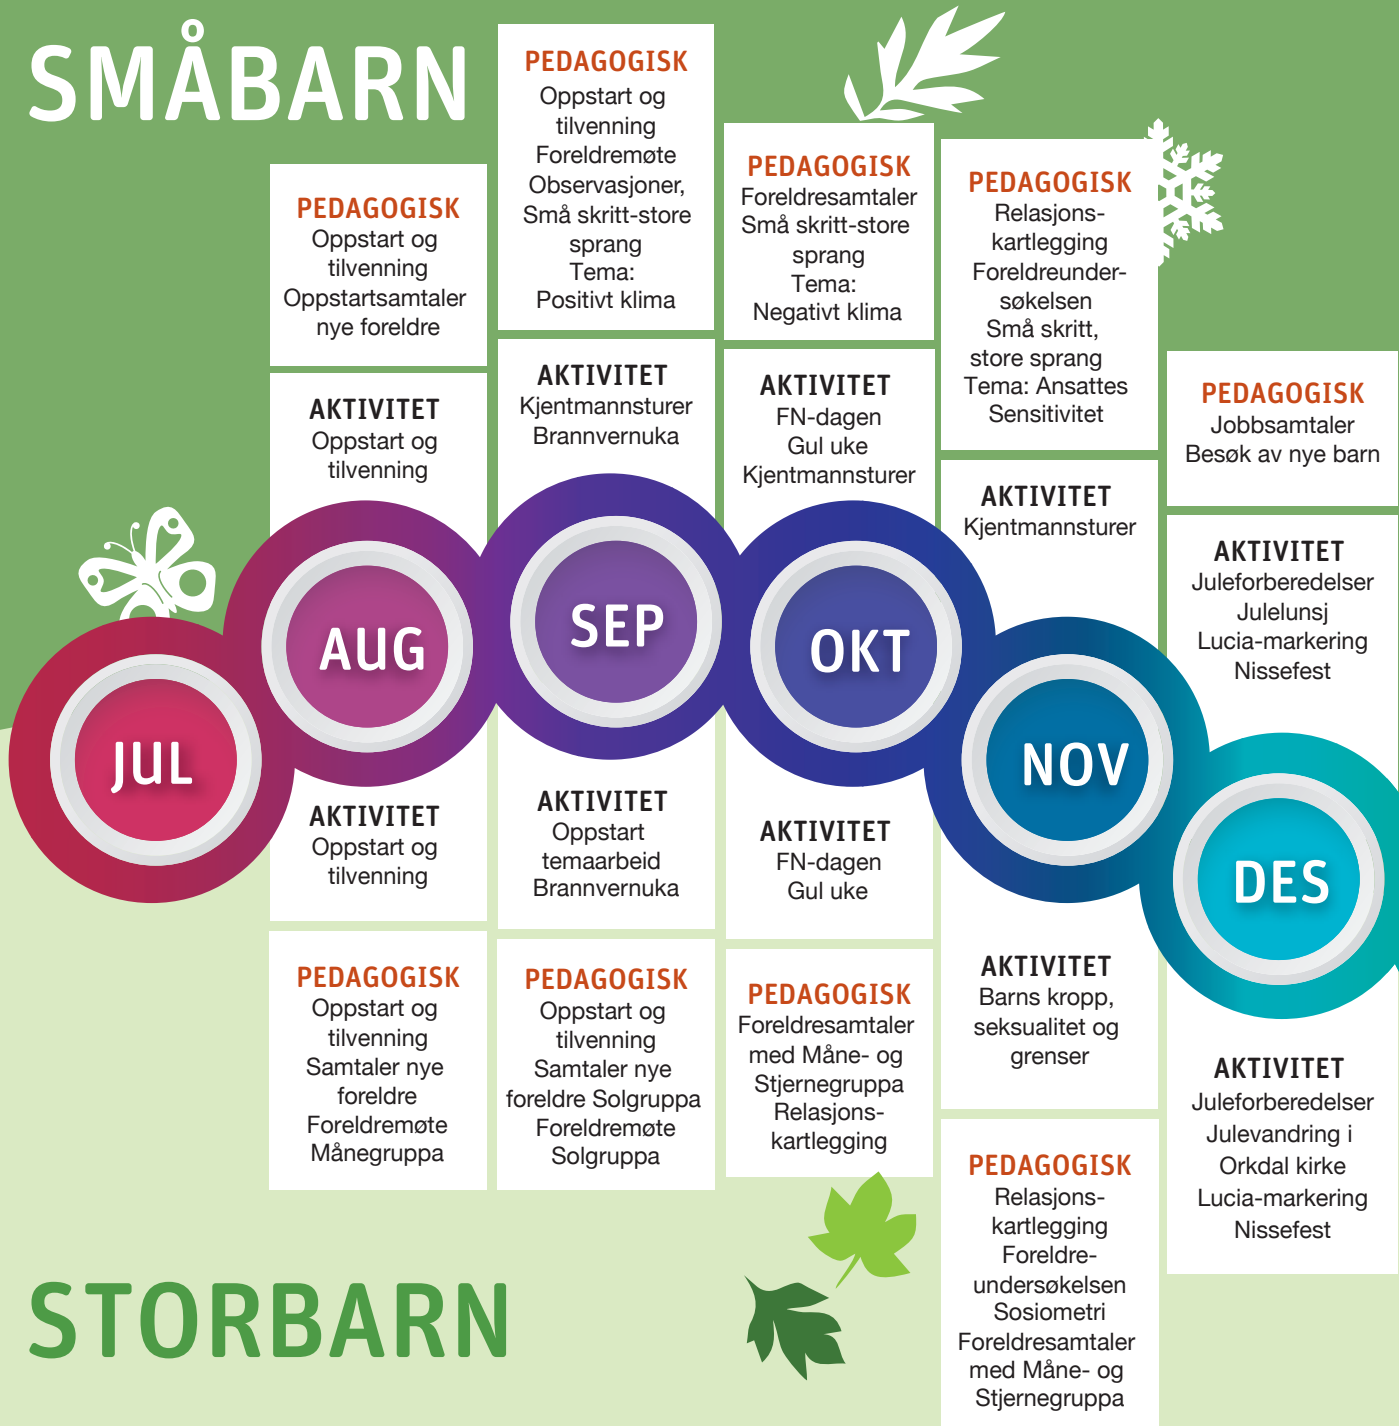 SMÅBARN
PEDAGOGISK
Oppstart og
tilvenning
Oppstartsamtaler
nye foreldre
AKTIVITET
Oppstart og
tilvenning
PEDAGOGISK
Oppstart og
tilvenning
Foreldremøte
Observasjoner,
Små skritt-store
sprang
Tema:
Positivt klima
AKTIVITET
Kjentmannsturer
Brannvernuka
PEDAGOGISK
Foreldresamtaler
Små skritt-store
sprang
Tema:
Negativt klima
AKTIVITET
FN-dagen
Gul uke
Kjentmannsturer
PEDAGOGISK
Relasjons-
kartlegging
Foreldreunder-
søkelsen
Små skritt,
store sprang
Tema: Ansattes
Sensitivitet
AKTIVITET
Kjentmannsturer
PEDAGOGISK
Jobbsamtaler
Besøk av nye barn
AKTIVITET
Juleforberedelser
Julelunsj
Lucia-markering
Nissefest
JUL
AUG
SEP
OKT
NOV
DES
AKTIVITET
Oppstart og
tilvenning
PEDAGOGISK
Oppstart og
tilvenning
Samtaler nye
foreldre
Foreldremøte
Månegruppa
AKTIVITET
Oppstart
temaarbeid
Brannvernuka
PEDAGOGISK
Oppstart og
tilvenning
Samtaler nye
foreldre Solgruppa
Foreldremøte
Solgruppa
AKTIVITET
FN-dagen
Gul uke
PEDAGOGISK
Foreldresamtaler
med Måne- og
Stjernegruppa
Relasjons-
kartlegging
AKTIVITET
Barns kropp,
seksualitet og
grenser
PEDAGOGISK
Relasjons-
kartlegging
Foreldre-
undersøkelsen
Sosiometri
Foreldresamtaler
med Måne- og
Stjernegruppa
AKTIVITET
Juleforberedelser
Julevandring i
Orkdal kirke
Lucia-markering
Nissefest
STORBARN